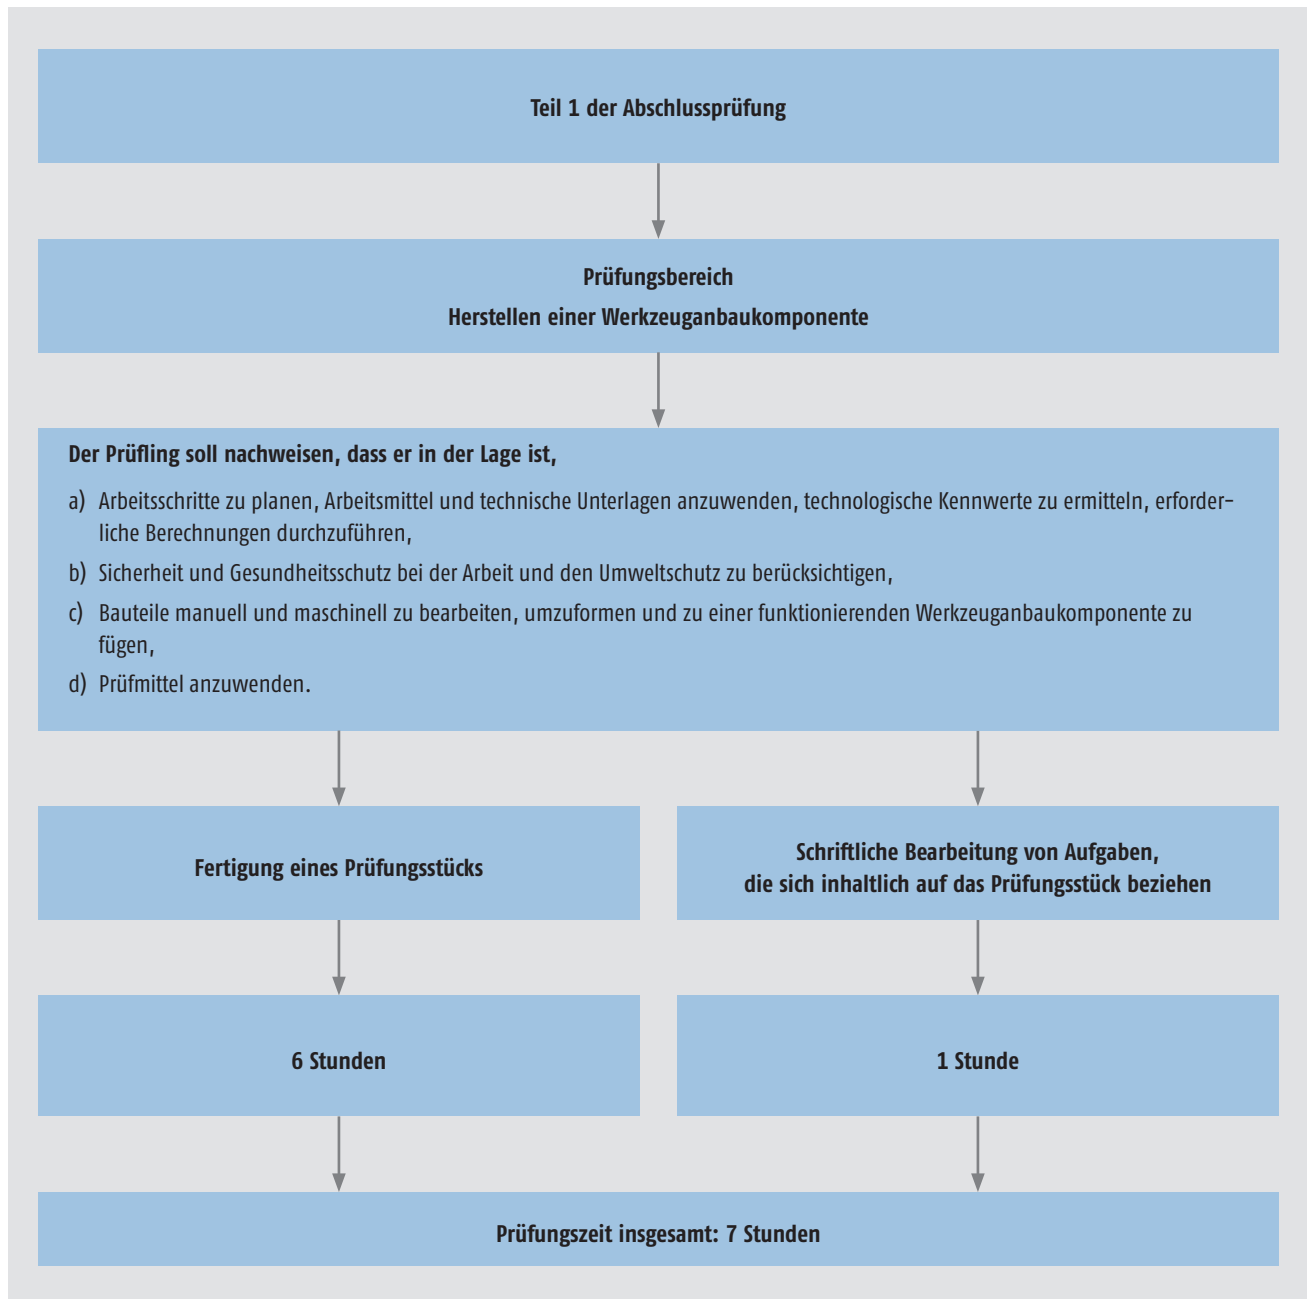 Teil 1 der Abschlussprüfung
Prüfungsbereich
Herstellen einer Werkzeuganbaukomponente
Der Prüfling soll nachweisen, dass er in der Lage ist,
a) Arbeitsschritte zu planen, Arbeitsmittel und technische Unterlagen anzuwenden, technologische Kennwerte zu ermitteln, erforder-
liche Berechnungen durchzuführen,
b) Sicherheit und Gesundheitsschutz bei der Arbeit und den Umweltschutz zu berücksichtigen,
c) Bauteile manuell und maschinell zu bearbeiten, umzuformen und zu einer funktionierenden Werkzeuganbaukomponente zu
fügen,
d) Prüfmittel anzuwenden.
Fertigung eines Prüfungsstücks
Schriftliche Bearbeitung von Aufgaben,
die sich inhaltlich auf das Prüfungsstück beziehen
6 Stunden
1 Stunde
Prüfungszeit insgesamt: 7 Stunden